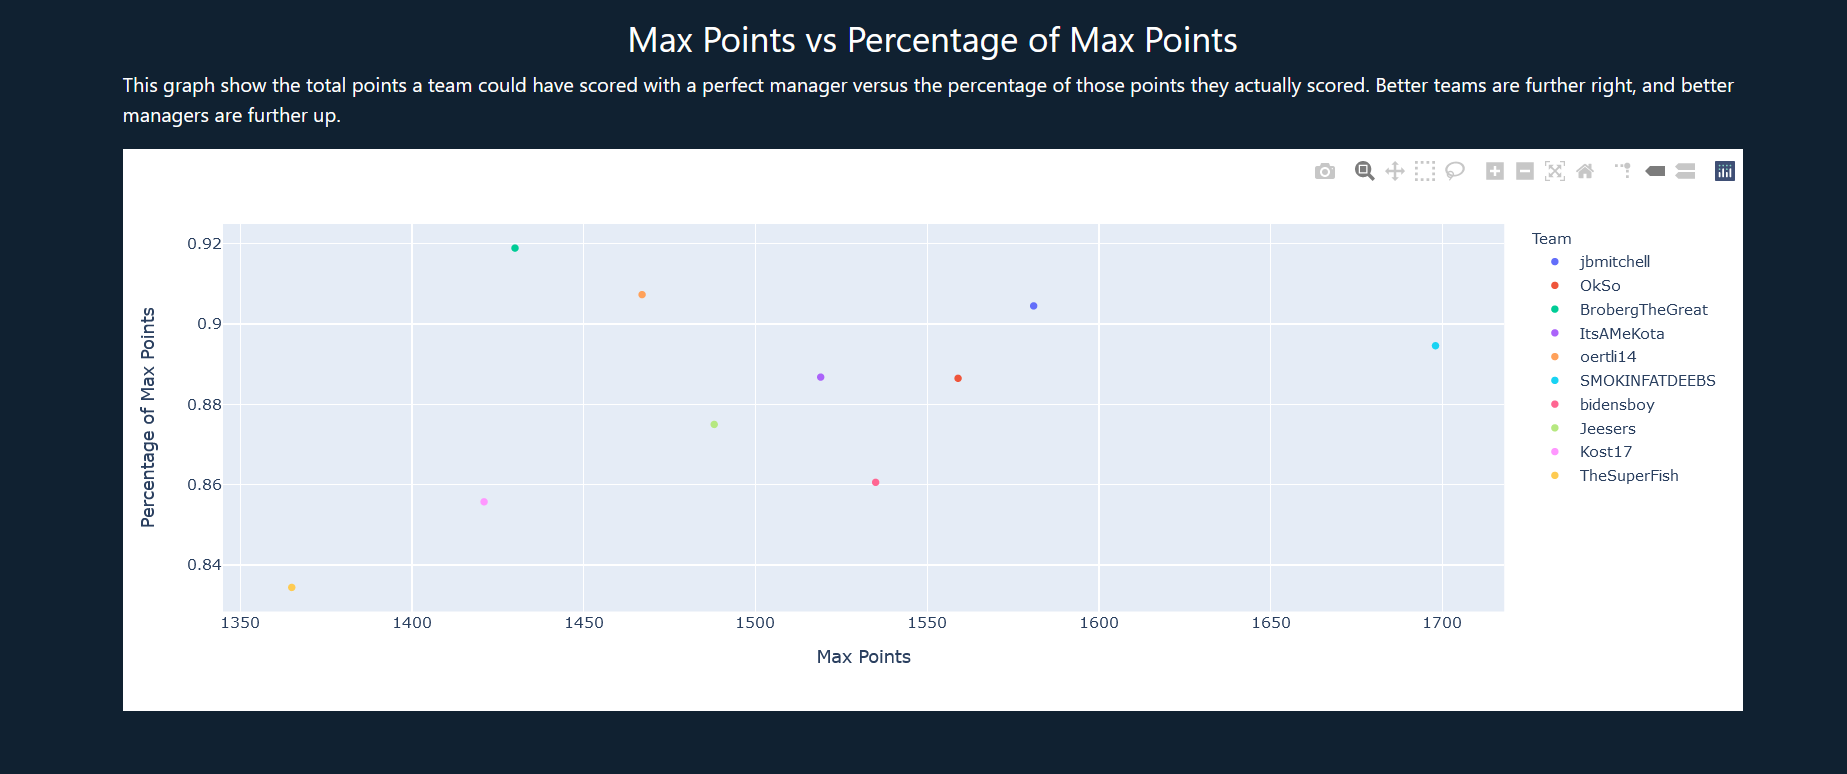 Max Points vs Percentage of Max Points
This graph show the total points a team could have scored with a perfect manager versus the percentage of those points they actually scored. Better teams are further right, and better
managers are further up.
Team
jbmitchell
OkSo
BrobergTheGreat
ItsAMeKota
oertli14
SMOKINFATDEEBS
bidensboy
Jeesers
Kost17
TheSuperFish
Percentage of Max Points
0.92
0.9
0.88
0.86
0.84
1350 1400 1450 1500 1550 1600 1650 1700
Max Points